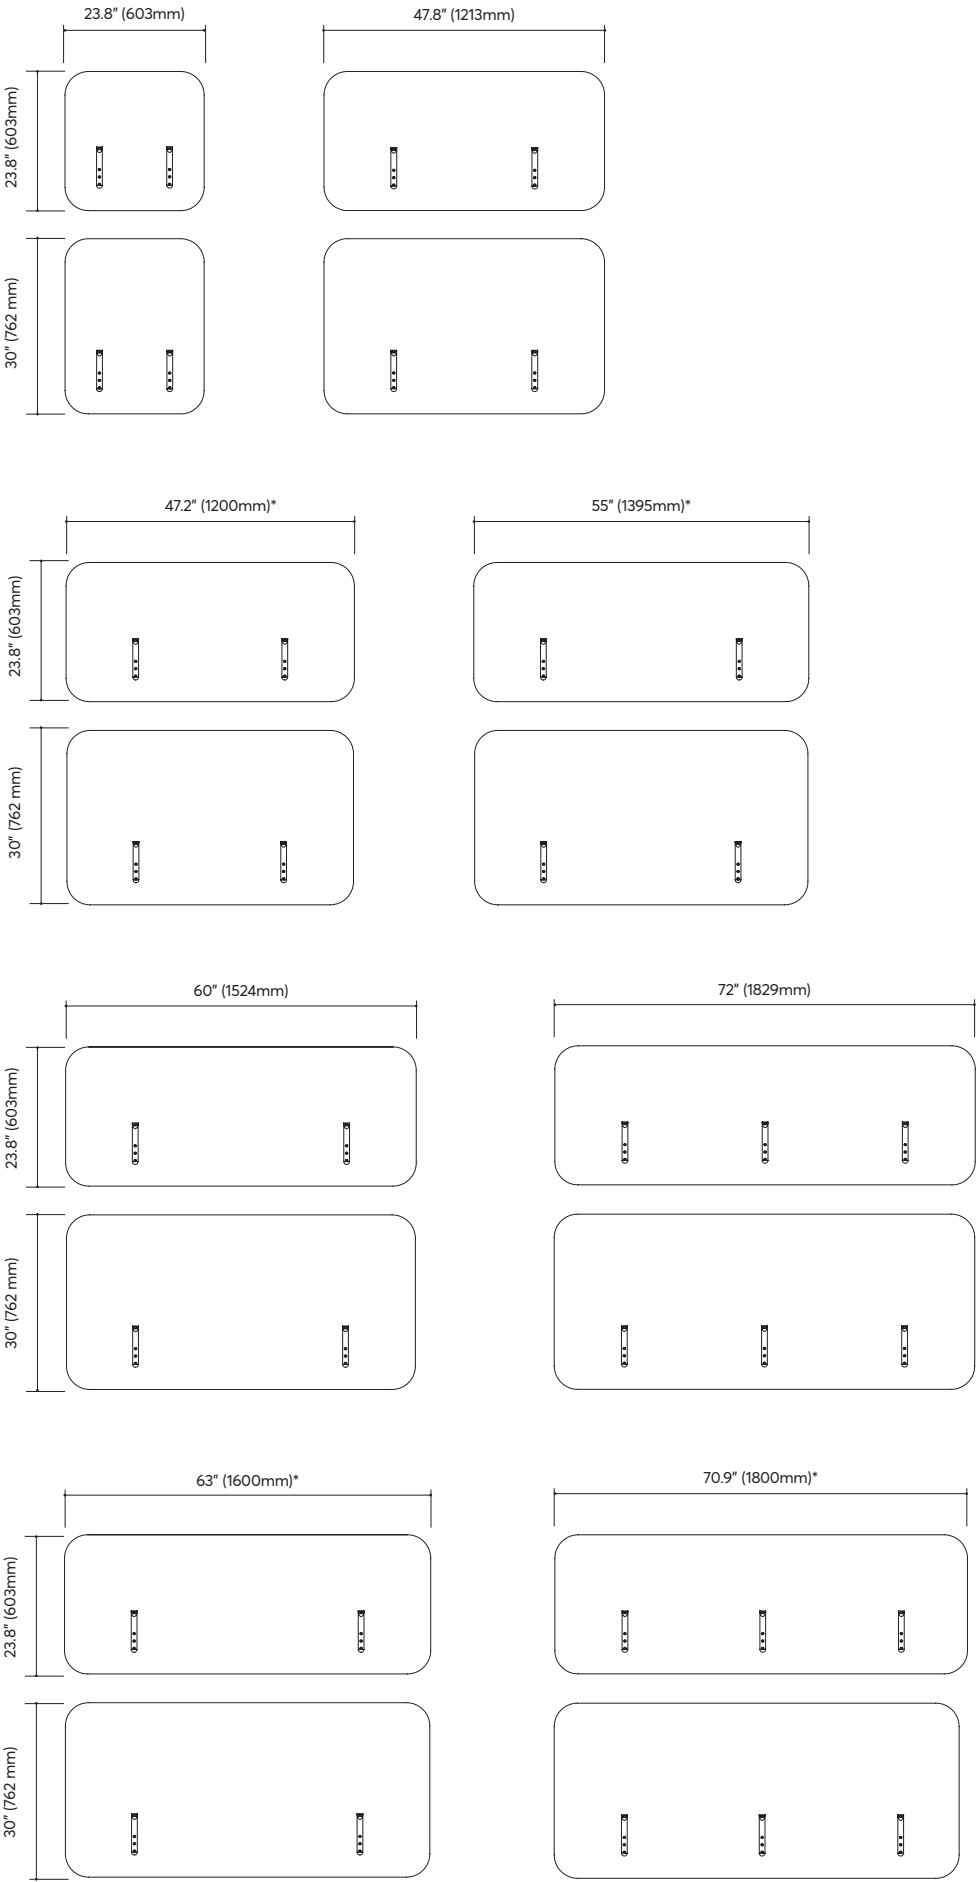 23.8" (603mm)
47.8" (1213mm)
23.8" (603mm)
30" (762 mm)
47.2" (1200mm)*
55" (1395mm)*
23.8" (603mm)
30" (762 mm)
60" (1524mm)
72" (1829mm)
23.8" (603mm)
30" (762 mm)
63" (1600mm)*
70.9" (1800mm)*
23.8" (603mm)
30" (762 mm)